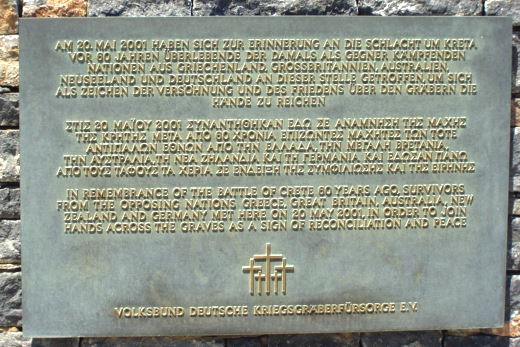 AM 20. MAI 2001 HABEN SICH ZUR ERINNERUNG AN DIE SCHLACHT UM KRETA
VOR 60 JAHREN ÜBERLEBENDE DER DAMALS ALS GEGNER KÄMPFENDEN
NATIONEN AUS GRIECHENLAND, GROSSBRITANNIEN, AUSTRALIEN,
NEUSEELAND UND DEUTSCHLAND AN DIESER STELLE GETROFFEN, UM SICH
ALS ZEICHEN DER VERSÖHNUNG UND DES FRIEDENS ÜBER DEN GRÄBERN DIE
HÄNDE ZU REICHEN
ΣΤΙΣ 20 ΜΑΪΟΥ 2001 ΣΥΝΑΝΤΗΘΗΚΑΝ ΕΔΩ ΣΕ ΑΝΑΜΝΗΣΗ ΤΗΣ ΜΑΧΗΣ
ΤΗΣ ΚΡΗΤΗΣ ΜΕΤΑ ΑΠΟ 60 ΧΡΟΝΙΑ ΕΠΙΖΩΝΤΕΣ ΜΑΧΗΤΕΣ ΤΩΝ ΤΟΤΕ
ΑΝΤΙΠΑΛΩΝ ΕΘΝΩΝ ΑΠΟ ΤΗΝ ΕΛΛΑΔΑ, ΤΗΝ ΜΕΓΑΛΗ ΒΡΕΤΑΝΙΑ,
ΤΗΝ ΑΥΣΤΡΑΛΙΑ, ΤΗ ΝΕΑ ΖΗΛΑΝΔΙΑ ΚΑΙ ΤΗ ΓΕΡΜΑΝΙΑ ΚΑΙ ΕΔΩΣΑΝ ΠΑΝΩ
ΑΠΟ ΤΟΥΣ ΤΑΦΟΥΣ ΤΑ ΧΕΡΙΑ ΣΕ ΕΝΔΕΙΞΗ ΤΗΣ ΣΥΜΦΙΛΙΩΣΗΣ ΚΑΙ ΤΗΣ ΕΙΡΗΝΗΣ
IN REMEMBRANCE OF THE BATTLE OF CRETE 60 YEARS AGO, SURVIVORS
FROM THE OPPOSING NATIONS GREECE, GREAT BRITAIN, AUSTRALIA, NEW
ZEALAND AND GERMANY MET HERE ON 20 MAY 2001, IN ORDER TO JOIN
HANDS ACROSS THE GRAVES AS A SIGN OF RECONCILIATION AND PEACE
VOLKSBUND DEUTSCHE KRIEGSGRÄBERFÜRSORGE E.V.